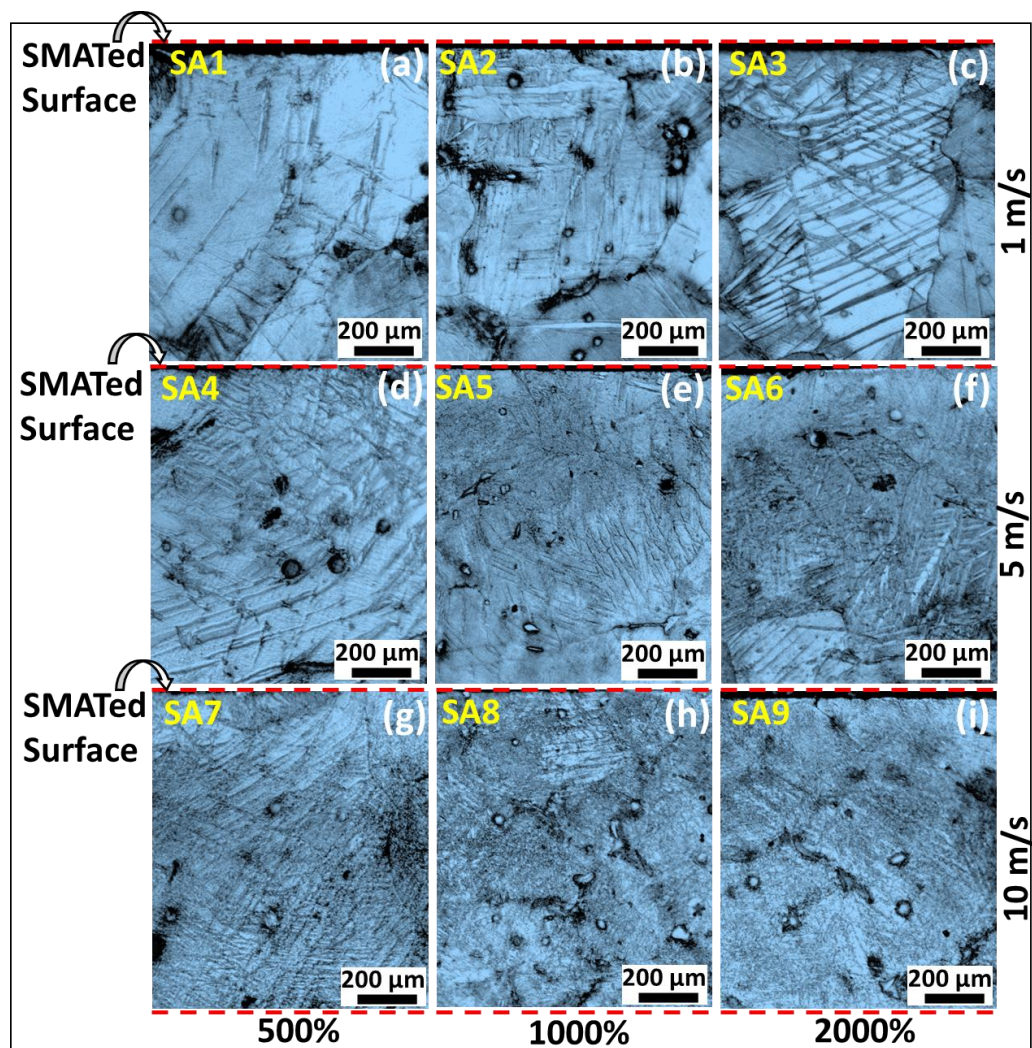 SMATed
Surface
SA1 (a)
SA2 (b)
SA3 (c)
200 µm
200 µm
200 µm
1 m/s
SMATed
Surface
SA4 (d)
SA5 (e)
SA6 (f)
200 µm
200 µm
200 µm
5 m/s
SMATed
Surface
SA7 (g)
SA8 (h)
SA9 (i)
200 µm
200 µm
200 µm
10 m/s
500%
1000%
2000%